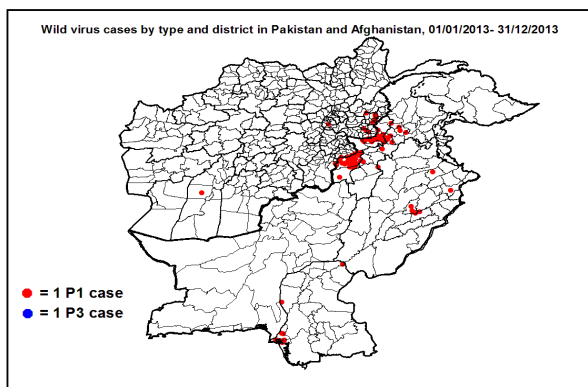 Wild virus cases by type and district in Pakistan and Afghanistan, 01/01/2013- 31/12/2013
= 1 P1 case
= 1 P3 case